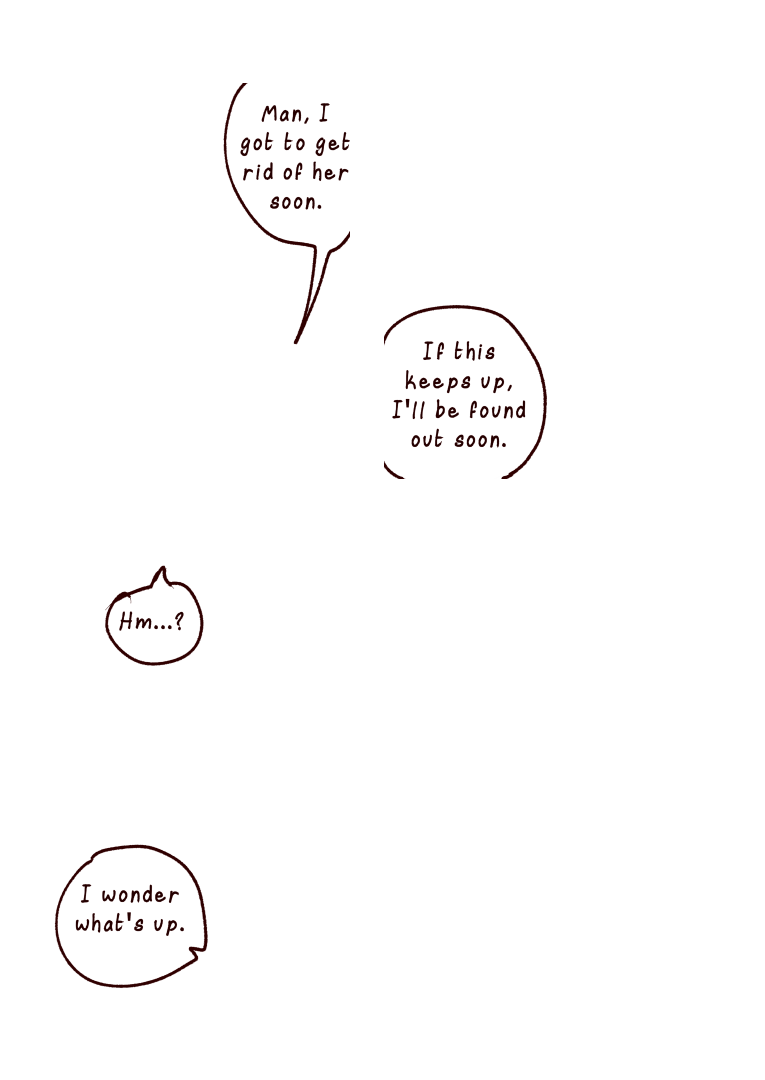 Man, I
got to get
rid of her
soon.
If this
keeps up,
I'll be found
out soon.
Hm...?
I wonder
what's up.